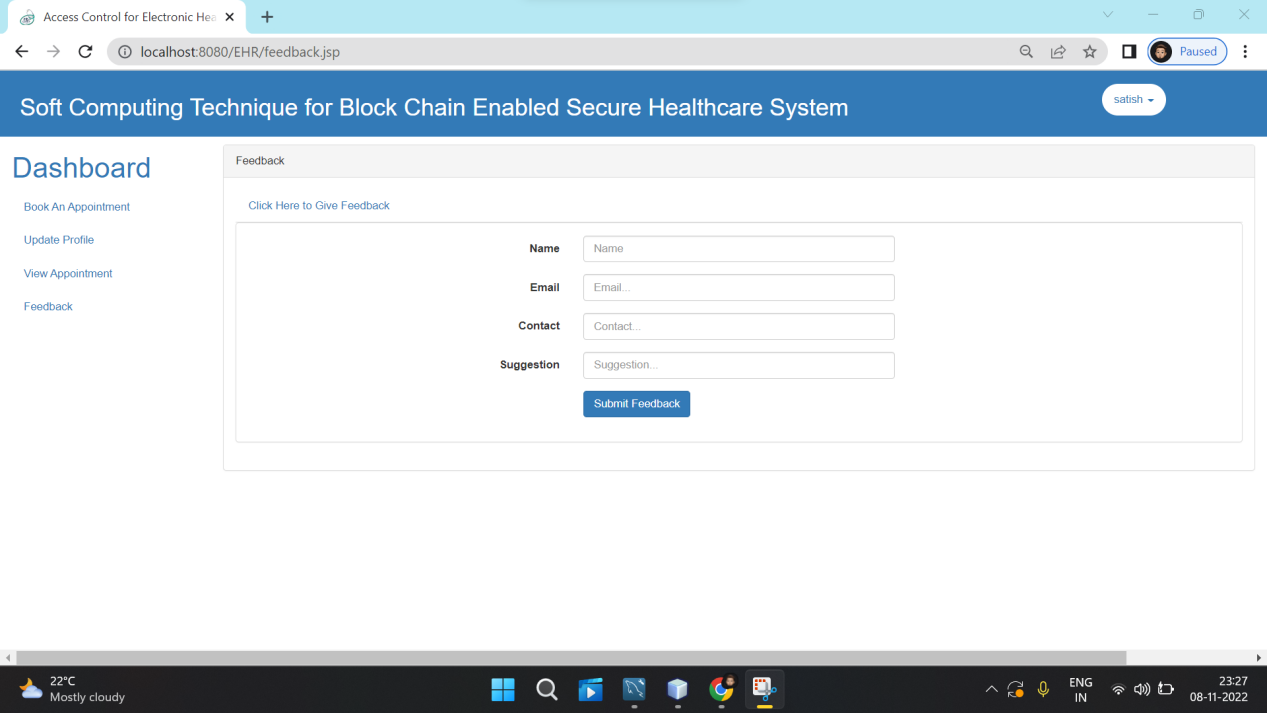 Access Control for Electronic Hea
localhost:8080/EHR/feedback.jsp
Paused
Soft Computing Technique for Block Chain Enabled Secure Healthcare System
satish
Dashboard
Book An Appointment
Update Profile
View Appointment
Feedback
Feedback
Click Here to Give Feedback
Name Name
Email Email...
Contact Contact...
Suggestion Suggestion...
Submit Feedback
22°C
Mostly cloudy
ENG
IN
23:27
08-11-2022